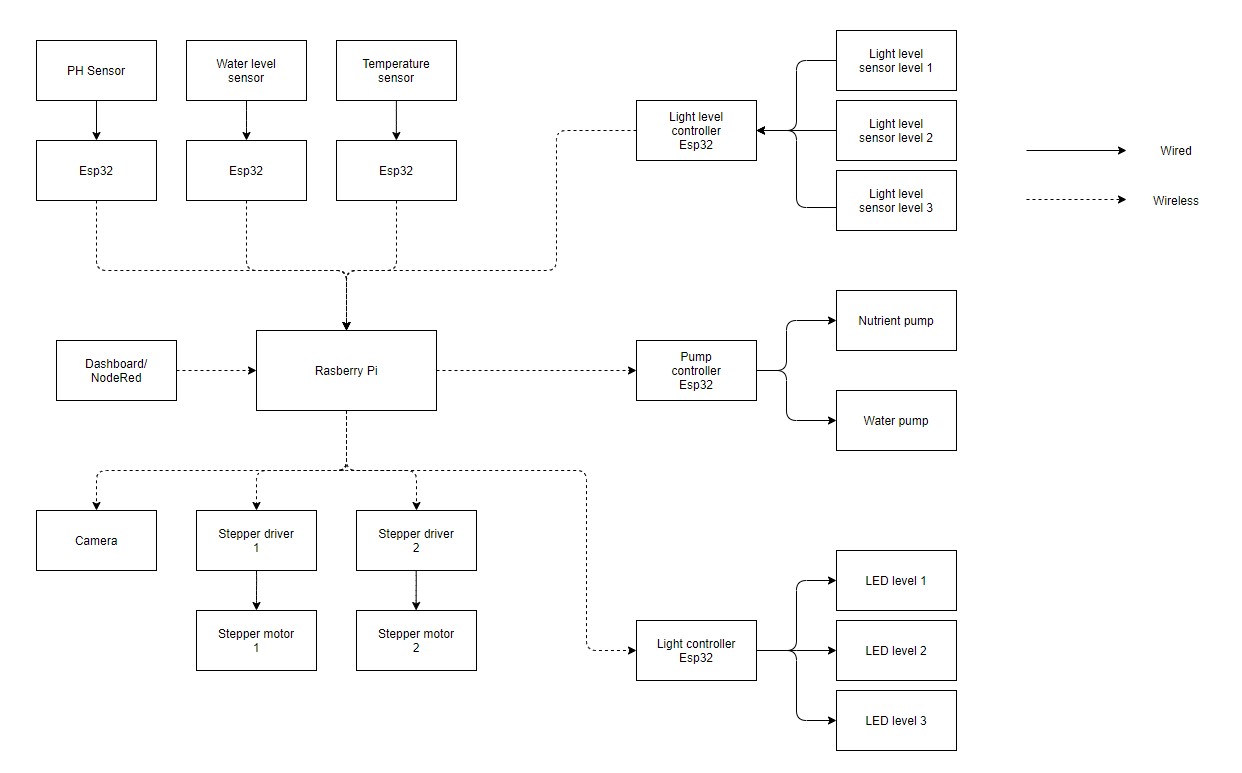 PH Sensor
Water level
sensor
Temperature
sensor
Esp32
Esp32
Esp32
Light level
controller
Esp32
Light level
sensor level 1
Light level
sensor level 2
Light level
sensor level 3
Wired
Wireless
Dashboard/
NodeRed
Rasberry Pi
Pump
controller
Esp32
Nutrient pump
Water pump
Camera
Stepper driver
1
Stepper driver
2
Stepper motor
1
Stepper motor
2
Light controller
Esp32
LED level 1
LED level 2
LED level 3